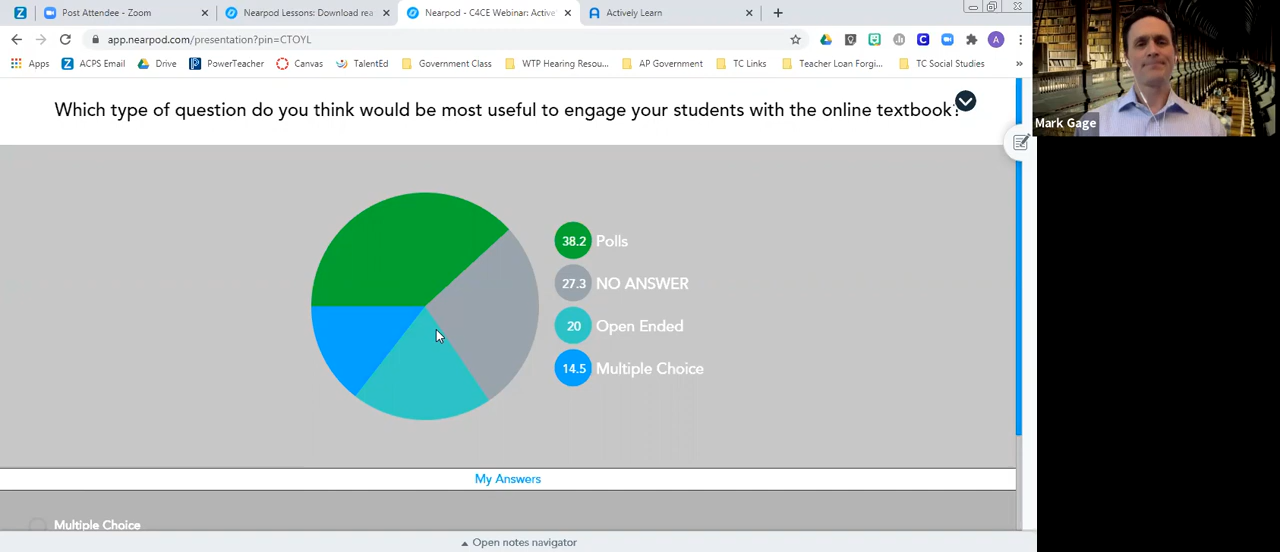 Post Attendee - Zoom
Nearpod Lessons: Download rea
Nearpod - C4CE Webinar: Active
Actively Learn
app.nearpod.com/presentation?pin=CTOYL
A
Apps
ACPS Email
Drive
PowerTeacher
Canvas
TalentEd
Government Class
WTP Hearing Resou...
AP Government
TC Links
Teacher Loan Forgi...
TC Social Studies
»
Which type of question do you think would be most useful to engage your students with the online textbook?
38.2 Polls
27.3 NO ANSWER
20 Open Ended
14.5 Multiple Choice
My Answers
Multiple Choice
Open notes navigator
Mark Gage